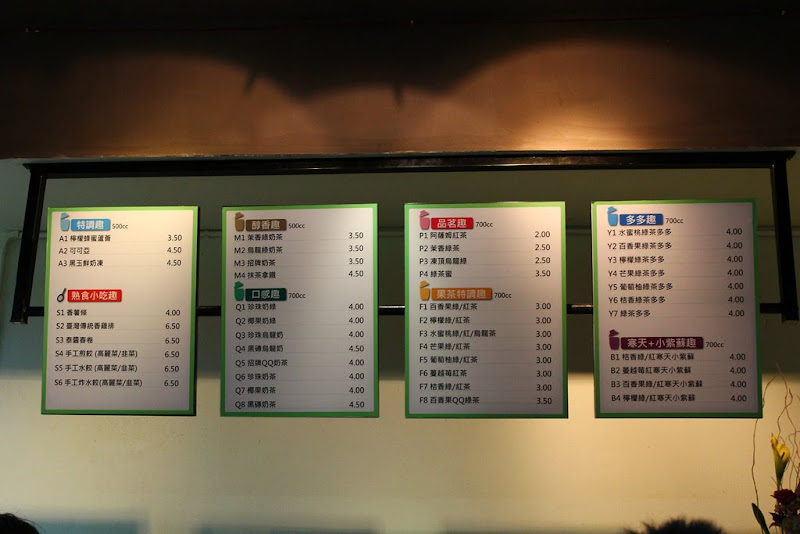 特調趣 500cc
A1 檸檬蜂蜜蘆薈 3.50
A2 可可亞 4.50
A3 黑玉鮮奶凍 4.50
熱食小吃趣
S1 香薯條 4.00
S2 臺灣傳統香雞排 6.50
S3 泰醬春卷 4.50
S4 手工煎餃(高麗菜/韭菜) 6.50
S5 手工水餃(高麗菜/韭菜) 6.50
S6 手工炸水餃(高麗菜/韭菜) 6.50
醇香趣 500cc
M1 茉香綠奶茶 3.50
M2 烏龍綠奶茶 3.50
M3 招牌奶茶 3.50
M4 抹茶拿鐵 4.50
口感趣 700cc
Q1 珍珠奶綠 4.00
Q2 椰果奶綠 4.00
Q3 珍珠烏龍奶 4.00
Q4 黑磚烏龍奶 4.50
Q5 招牌QQ奶茶 4.00
Q6 珍珠奶茶 4.00
Q7 椰果奶茶 4.00
Q8 黑磚奶茶 4.50
品茗趣 700cc
P1 阿薩姆紅茶 2.00
P2 茉香綠茶 2.50
P3 凍頂烏龍綠 2.50
P4 綠茶蜜 3.50
果茶特調趣 700cc
F1 百香果綠/紅茶 3.50
F2 檸檬綠/紅茶 3.50
F3 水蜜桃綠/紅/烏龍茶 3.50
F4 芒果綠/紅茶 3.50
F5 葡萄柚綠/紅茶 3.50
F6 蔓越莓紅茶 3.50
F7 桔香綠/紅茶 3.50
F8 百香果QQ綠茶 3.50
多多趣 700cc
Y1 水蜜桃綠茶多多 4.00
Y2 百香果綠茶多多 4.00
Y3 檸檬綠茶多多 4.00
Y4 芒果綠茶多多 4.00
Y5 葡萄柚綠茶多多 4.00
Y6 桔香綠茶多多 4.00
Y7 綠茶多多 4.00
寒天+小紫蘇趣 700cc
B1 桔香綠/紅寒天小紫蘇 4.00
B2 蔓越莓紅寒天小紫蘇 4.00
B3 百香果綠/紅寒天小紫蘇 4.00
B4 檸檬綠/紅寒天小紫蘇 4.00